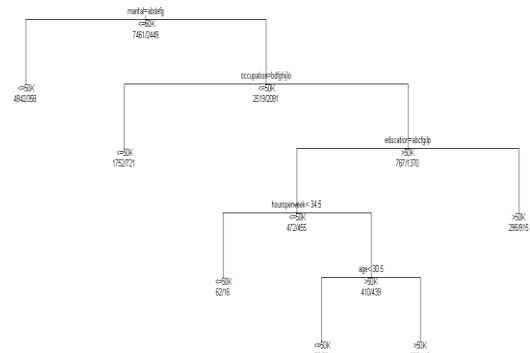 marital=abdefg
<=50K
7461/2449
<=50K
4942/358
occupation=bdfghijlo
<=50K
2519/2091
<=50K
1752/721
education=abcfgilp
>50K
767/1370
hoursperweek< 34.5
<=50K
472/455
>50K
295/915
<=50K
62/16
age< 30.5
>50K
410/439
<=50K
>50K